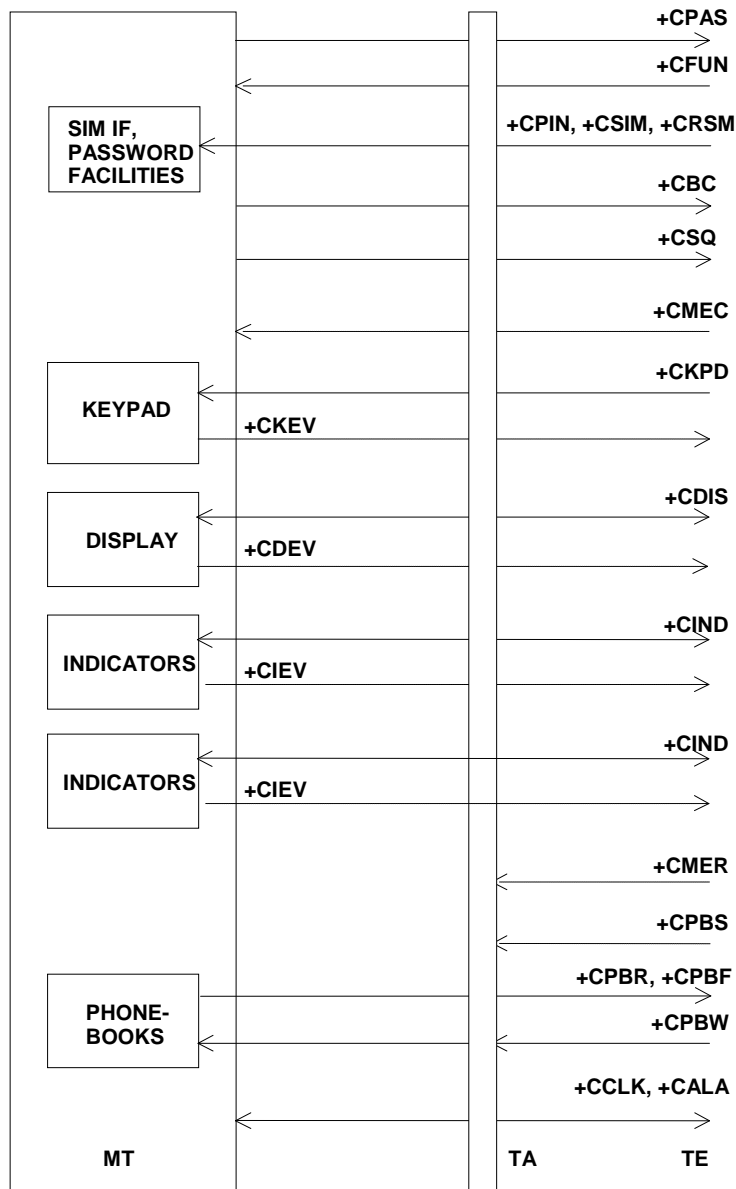 +CPAS
+CFUN
SIM IF,
PASSWORD
FACILITIES
+CPIN, +CSIM, +CRSM
+CBC
+CSQ
+CMEC
+CKPD
KEYPAD
+CKEV
+CDIS
DISPLAY
+CDEV
+CIND
INDICATORS
+CIEV
+CIND
INDICATORS
+CIEV
+CMER
+CPBS
+CPBR, +CPBF
PHONE-
BOOKS
+CPBW
+CCLK, +CALA
MT TA TE